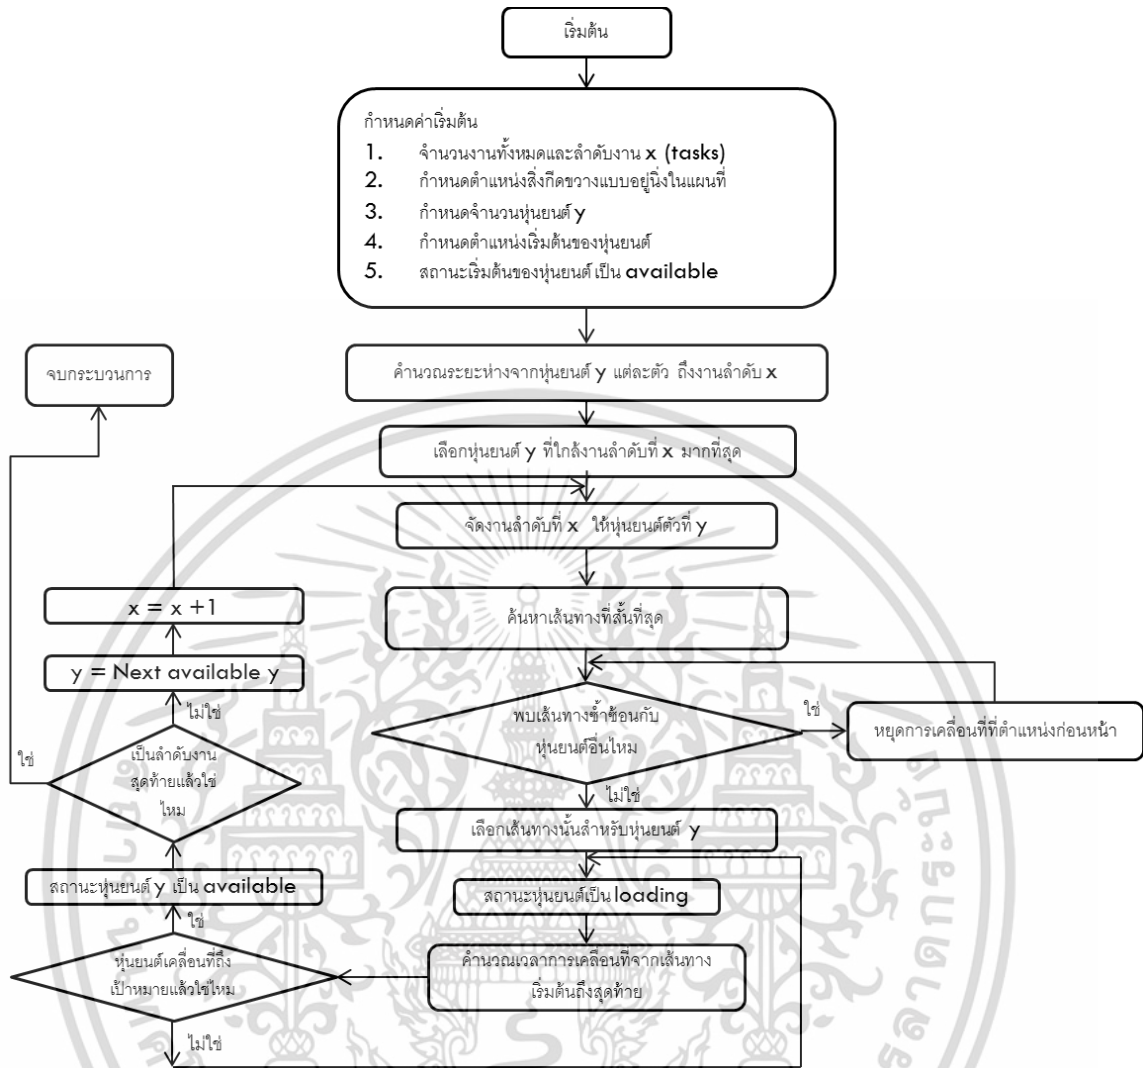 เริ่มต้น
กำหนดค่าเริ่มต้น
1. จำนวนงานทั้งหมดและลำดับงาน x (tasks)
2. กำหนดตำแหน่งสิ่งกีดขวางแบบอยู่นิ่งในแผนที่
3. กำหนดจำนวนหุ่นยนต์ y
4. กำหนดตำแหน่งเริ่มต้นของหุ่นยนต์
5. สถานะเริ่มต้นของหุ่นยนต์ เป็น available
คำนวณระยะห่างจากหุ่นยนต์ y แต่ละตัว ถึงงานลำดับ x
เลือกหุ่นยนต์ y ที่ใกล้งานลำดับที่ x มากที่สุด
จัดงานลำดับที่ x ให้หุ่นยนต์ตัวที่ y
ค้นหาเส้นทางที่สั้นที่สุด
พบเส้นทางซ้ำซ้อนกับ
หุ่นยนต์อื่นไหม
ใช่
หยุดการเคลื่อนที่ที่ตำแหน่งก่อนหน้า
ไม่ใช่
เลือกเส้นทางนั้นสำหรับหุ่นยนต์ y
สถานะหุ่นยนต์เป็น loading
คำนวณเวลาการเคลื่อนที่จากเส้นทาง
เริ่มต้นถึงสุดท้าย
หุ่นยนต์เคลื่อนที่ถึง
เป้าหมายแล้วใช่ไหม
ไม่ใช่
ใช่
สถานะหุ่นยนต์ y เป็น available
เป็นลำดับงาน
สุดท้ายแล้วใช่
ไหม
ใช่
ไม่ใช่
y = Next available y
x = x +1
จบกระบวนการ